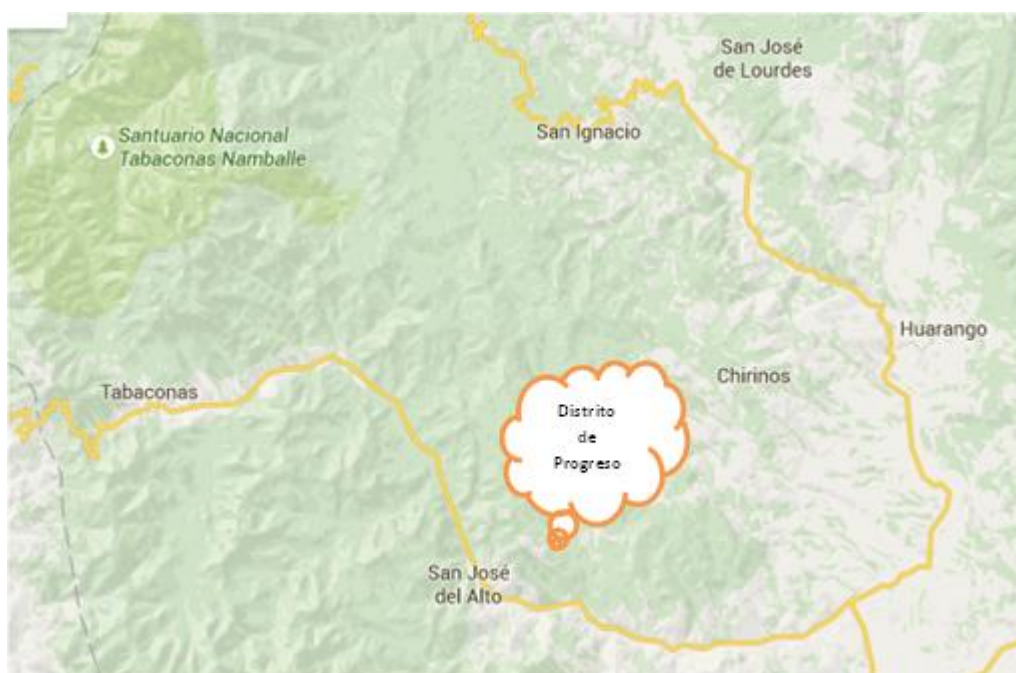 San José
de Lourdes
San Ignacio
Santuario Nacional
Tabaconas Namballe
Huarango
Chirinos
Tabaconas
Distrito
de
Progreso
San José
del Alto